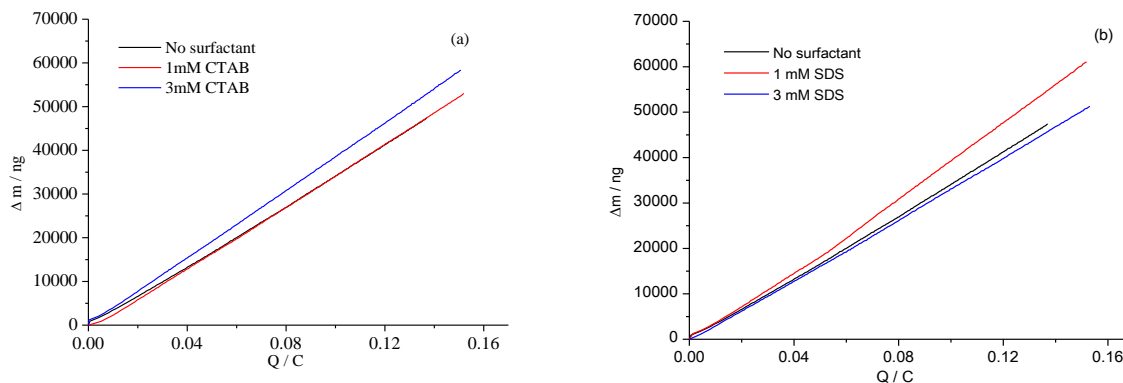 70000
60000
50000
40000
30000
20000
10000
0
Δ m / ng
(a)
No surfactant
1mM CTAB
3mM CTAB
0.00 0.04 0.08 0.12 0.16
Q / C
70000
60000
50000
40000
30000
20000
10000
0
Δm / ng
(b)
No surfactant
1 mM SDS
3 mM SDS
0.00 0.04 0.08 0.12 0.16
Q / C